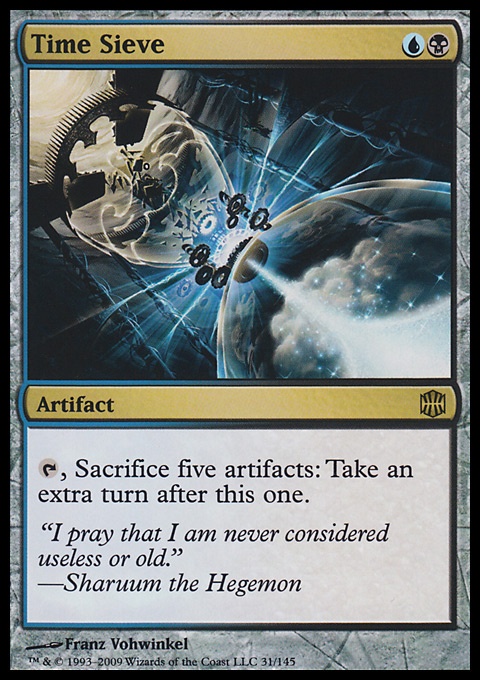 Time Sieve
Artifact
, Sacrifice five artifacts: Take an
extra turn after this one.
“I pray that I am never considered
useless or old.”
—Sharuum the Hegemon
Franz Vohwinkel
™ & © 1993–2009 Wizards of the Coast LLC 31/145